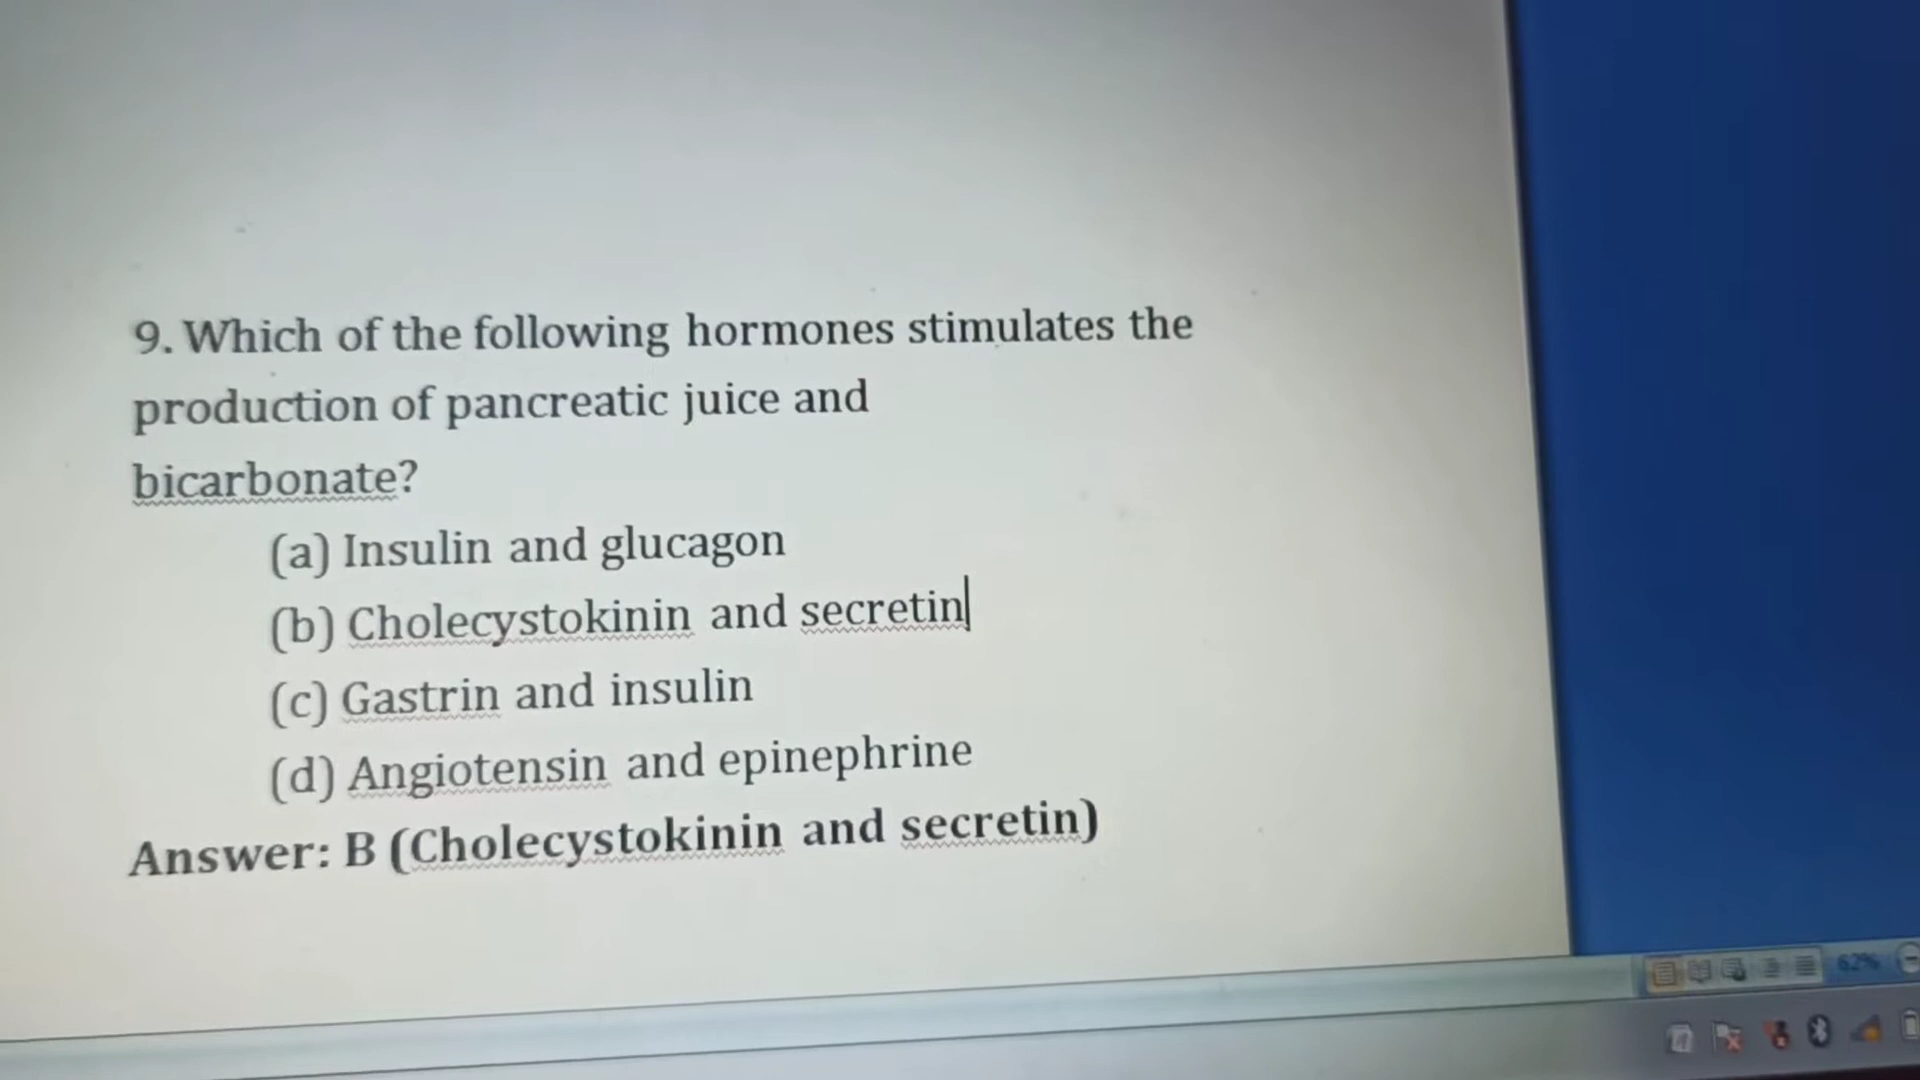 9. Which of the following hormones stimulates the
production of pancreatic juice and
bicarbonate?
(a) Insulin and glucagon
(b) Cholecystokinin and secretin
(c) Gastrin and insulin
(d) Angiotensin and epinephrine
Answer: B (Cholecystokinin and secretin)
62%